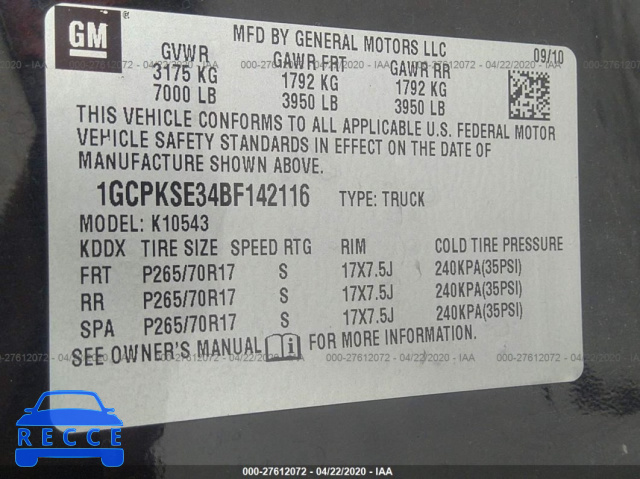 GM
MFD BY GENERAL MOTORS LLC
09/10
GVWR GAWR FRT GAWR RR
3175 KG 1792 KG 1792 KG
7000 LB 3950 LB 3950 LB
THIS VEHICLE CONFORMS TO ALL APPLICABLE U.S. FEDERAL MOTOR
VEHICLE SAFETY STANDARDS IN EFFECT ON THE DATE OF
MANUFACTURE SHOWN ABOVE.
1GCPKSE34BF142116 TYPE: TRUCK
MODEL: K10543
KDDX TIRE SIZE SPEED RTG RIM COLD TIRE PRESSURE
FRT P265/70R17 S 17X7.5J 240KPA(35PSI)
RR P265/70R17 S 17X7.5J 240KPA(35PSI)
SPA P265/70R17 S 17X7.5J 240KPA(35PSI)
SEE OWNER'S MANUAL i FOR MORE INFORMATION.
000-27612072 - 04/22/2020 - IAA
RECCE